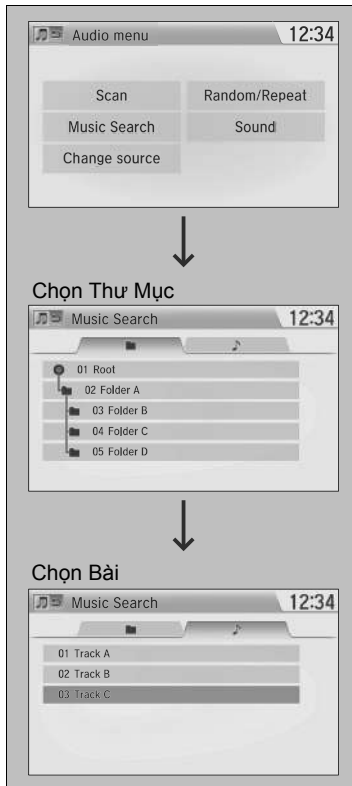 Audio menu 12:34
Scan Random/Repeat
Music Search Sound
Change source
Chọn Thư Mục
Music Search 12:34
01 Root
02 Folder A
03 Folder B
04 Folder C
05 Folder D
Chọn Bài
Music Search 12:34
01 Track A
02 Track B
03 Track C